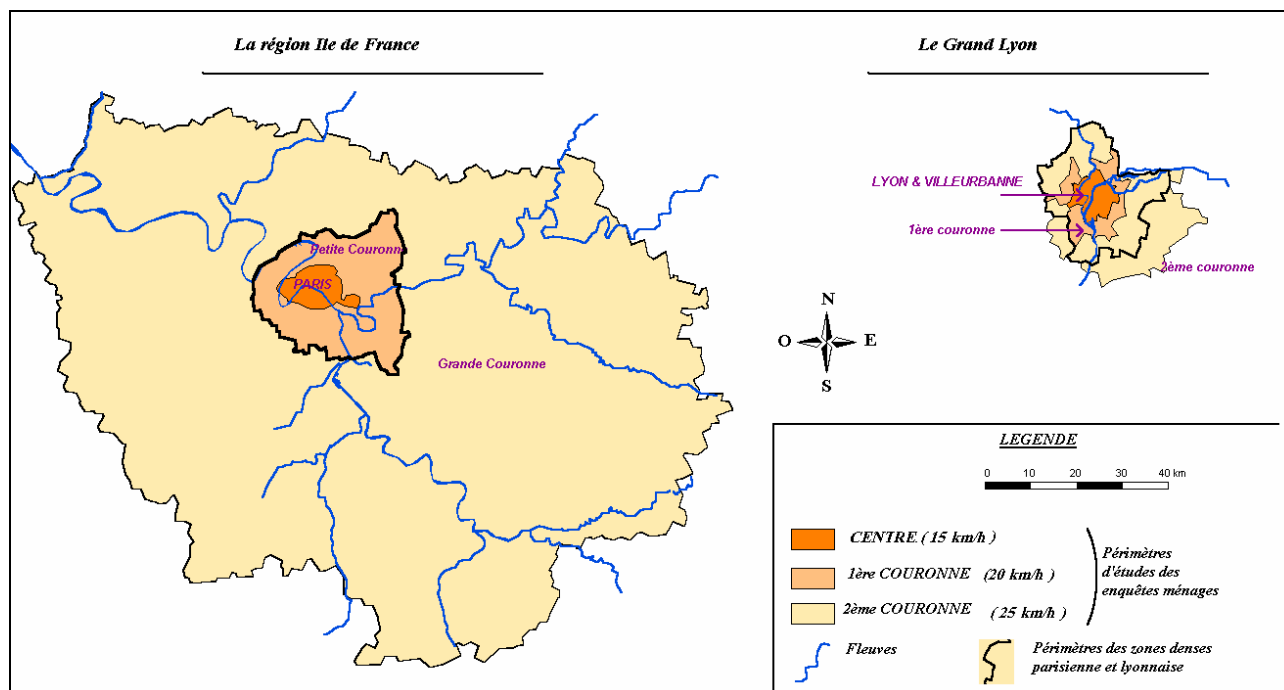 La région Ile de France
Le Grand Lyon
LYON & VILLEURBANNE
1ère couronne
2ème couronne
Petite Couronn
PARIS
Grande Couronne
N
O
E
S
LEGENDE
0 10 20 30 40 km
CENTRE ( 15 km/h )
1ère COURONNE (20 km/h )
2ème COURONNE ( 25 km/h )
Périmètres
d'études des
enquêtes ménages
Fleuves
Périmètres des zones denses
parisienne et lyonnaise